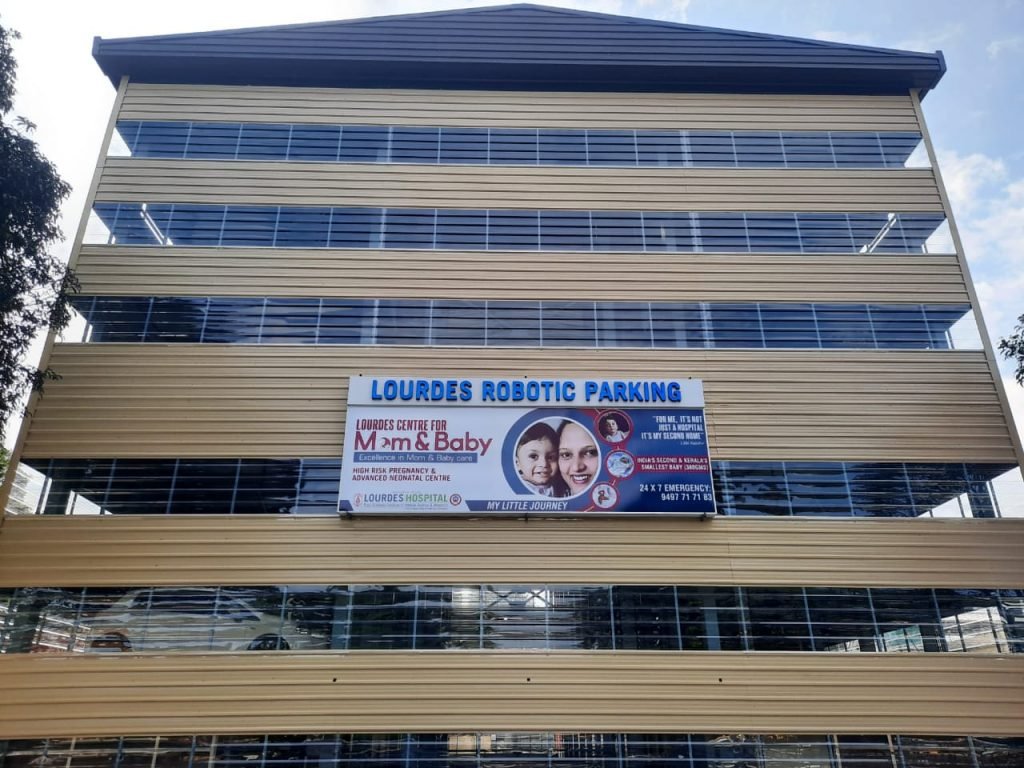 LOURDES ROBOTIC PARKING
LOURDES CENTRE FOR
Mom & Baby
Excellence in Mom & Baby care
HIGH RISK PREGNANCY &
ADVANCED NEONATAL CENTRE
LOURDES HOSPITAL
MY LITTLE JOURNEY
"FOR ME, IT'S NOT
JUST A HOSPITAL
IT'S MY SECOND HOME"
INDIA'S SECOND & KERALA'S
SMALLEST BABY (380GMS)
24 X 7 EMERGENCY:
9497 71 71 83